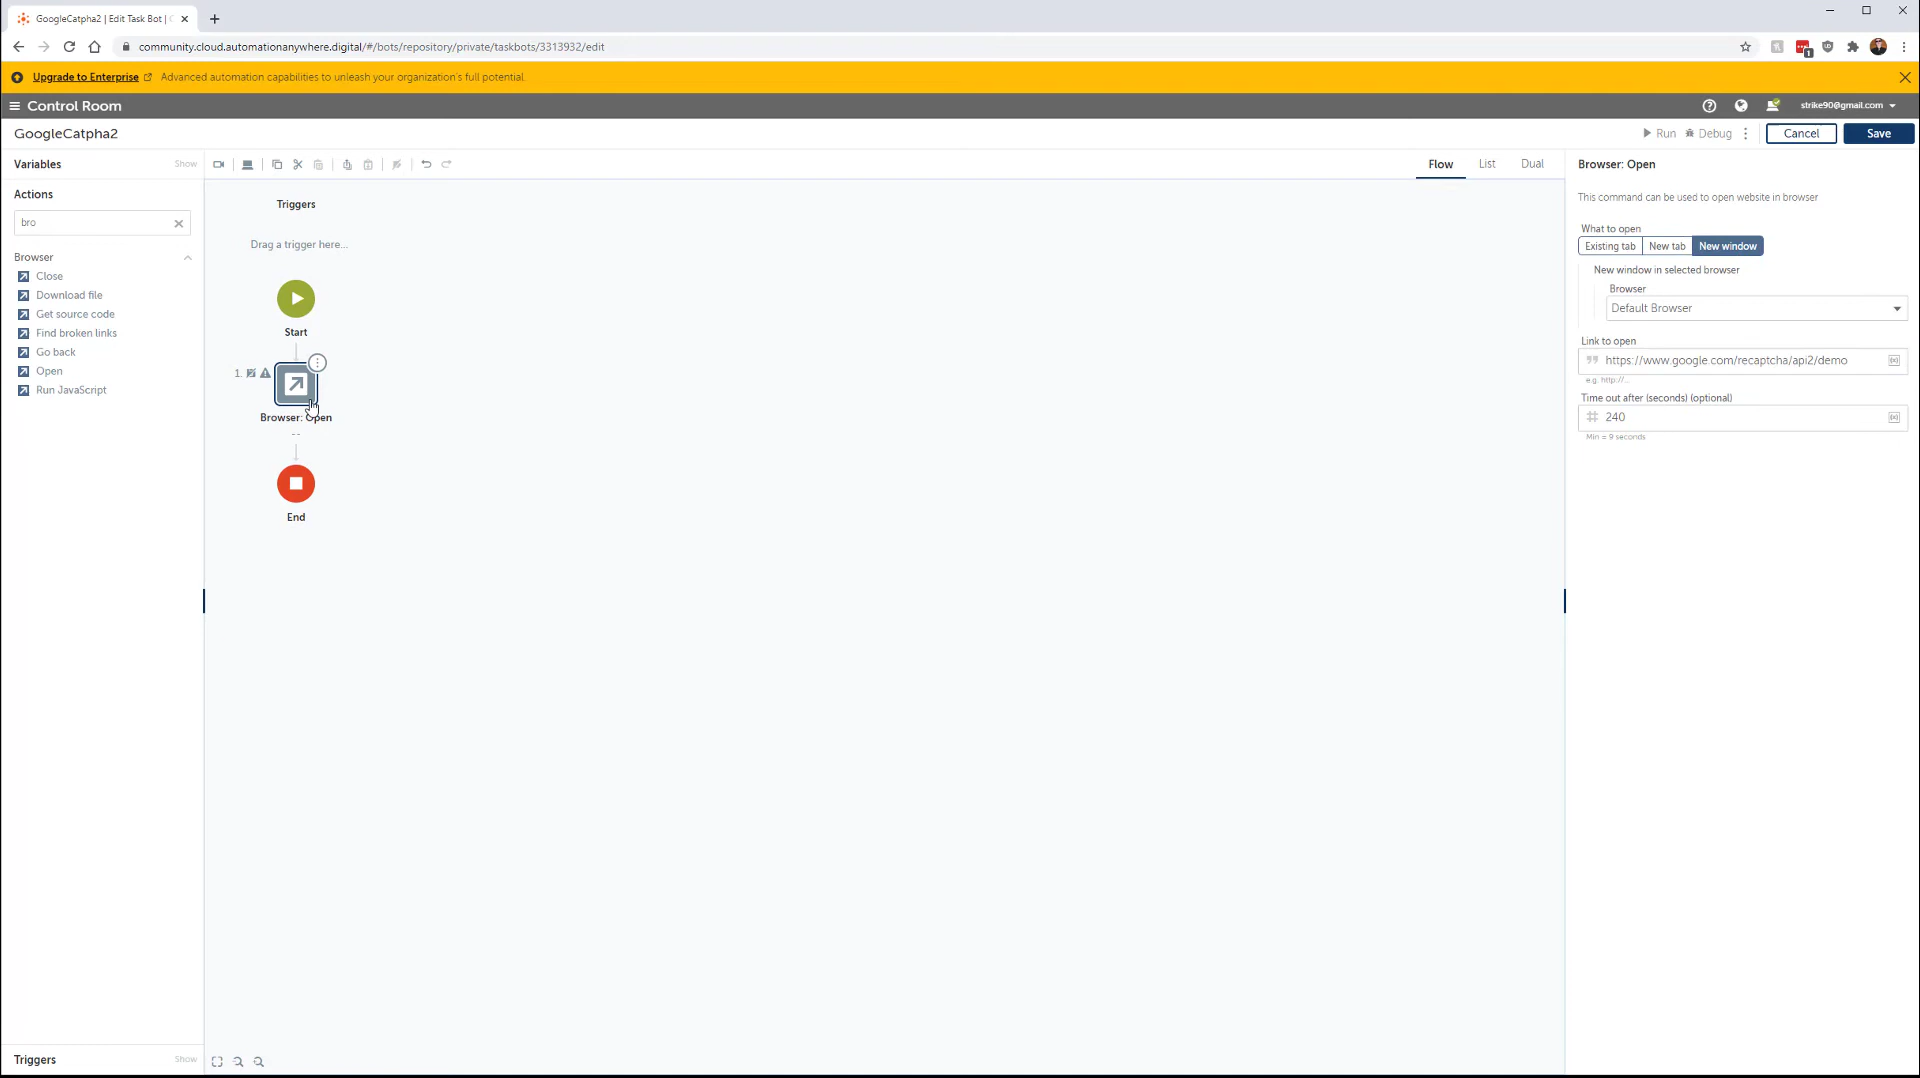 GoogleCatpha2 | Edit Task Bot |
community.cloud.automationanywhere.digital/#/bots/repository/private/taskbots/3313932/edit
1
Upgrade to Enterprise Advanced automation capabilities to unleash your organization's full potential.
Control Room
strike90@gmail.com
GoogleCatpha2
Run Debug
Cancel
Save
Variables
Show
Flow
List
Dual
Browser: Open
Actions
bro
Triggers
Drag a trigger here...
Browser
Close
Download file
Get source code
Find broken links
Go back
Open
Run JavaScript
Start
1.
Browser: Open
--
End
This command can be used to open website in browser
What to open
Existing tab
New tab
New window
New window in selected browser
Browser
Default Browser
Link to open
https://www.google.com/recaptcha/api2/demo
e.g. http://...
Time out after (seconds) (optional)
240
Min = 9 seconds
Triggers
Show